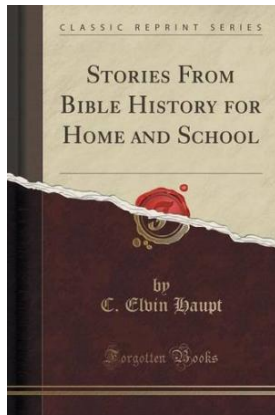 CLASSIC REPRINT SERIES
STORIES FROM
BIBLE HISTORY FOR
HOME AND SCHOOL
by
C. Elvin Haupt
Forgotten Books